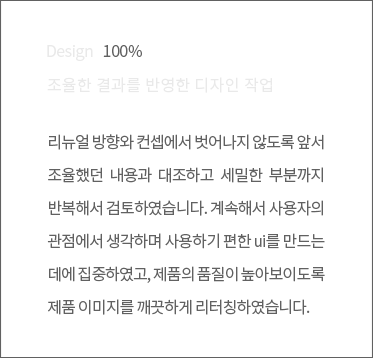 Design 100%
조율한 결과를 반영한 디자인 작업
리뉴얼 방향와 컨셉에서 벗어나지 않도록 앞서
조율했던 내용과 대조하고 세밀한 부분까지
반복해서 검토하였습니다. 계속해서 사용자의
관점에서 생각하며 사용하기 편한 ui를 만드는
데에 집중하였고, 제품의 품질이 높아보이도록
제품 이미지를 깨끗하게 리터칭하였습니다.